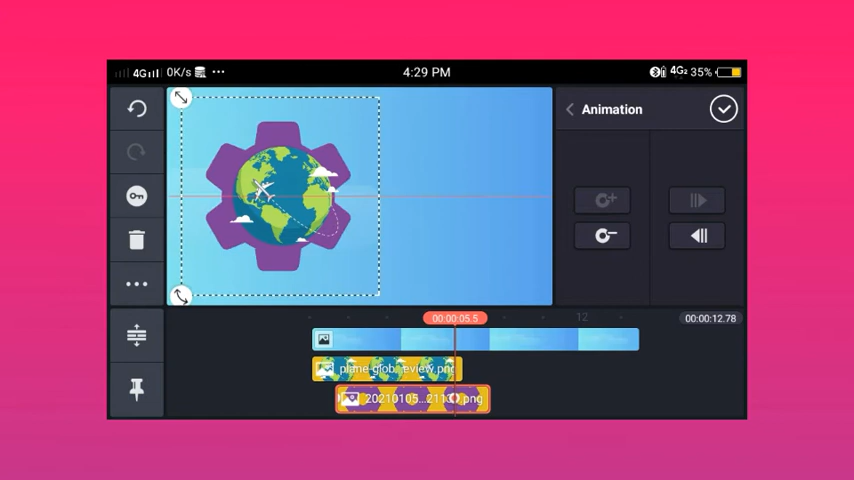 4G 0K/s ... 4:29 PM 4G2 35%
Animation
00:00:05.5 12 00:00:12.78
plane-glob...eview.png
20210105...211 png